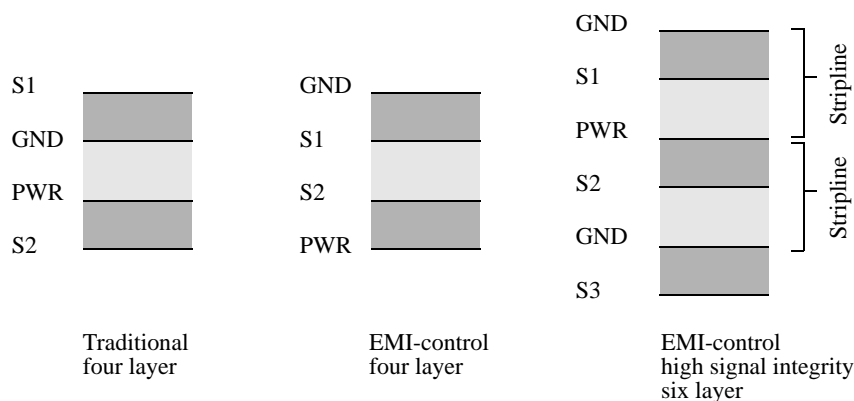 S1
GND
PWR
S2
Traditional
four layer
GND
S1
S2
PWR
EMI-control
four layer
GND
S1
PWR
S2
GND
S3
Stripline
Stripline
EMI-control
high signal integrity
six layer